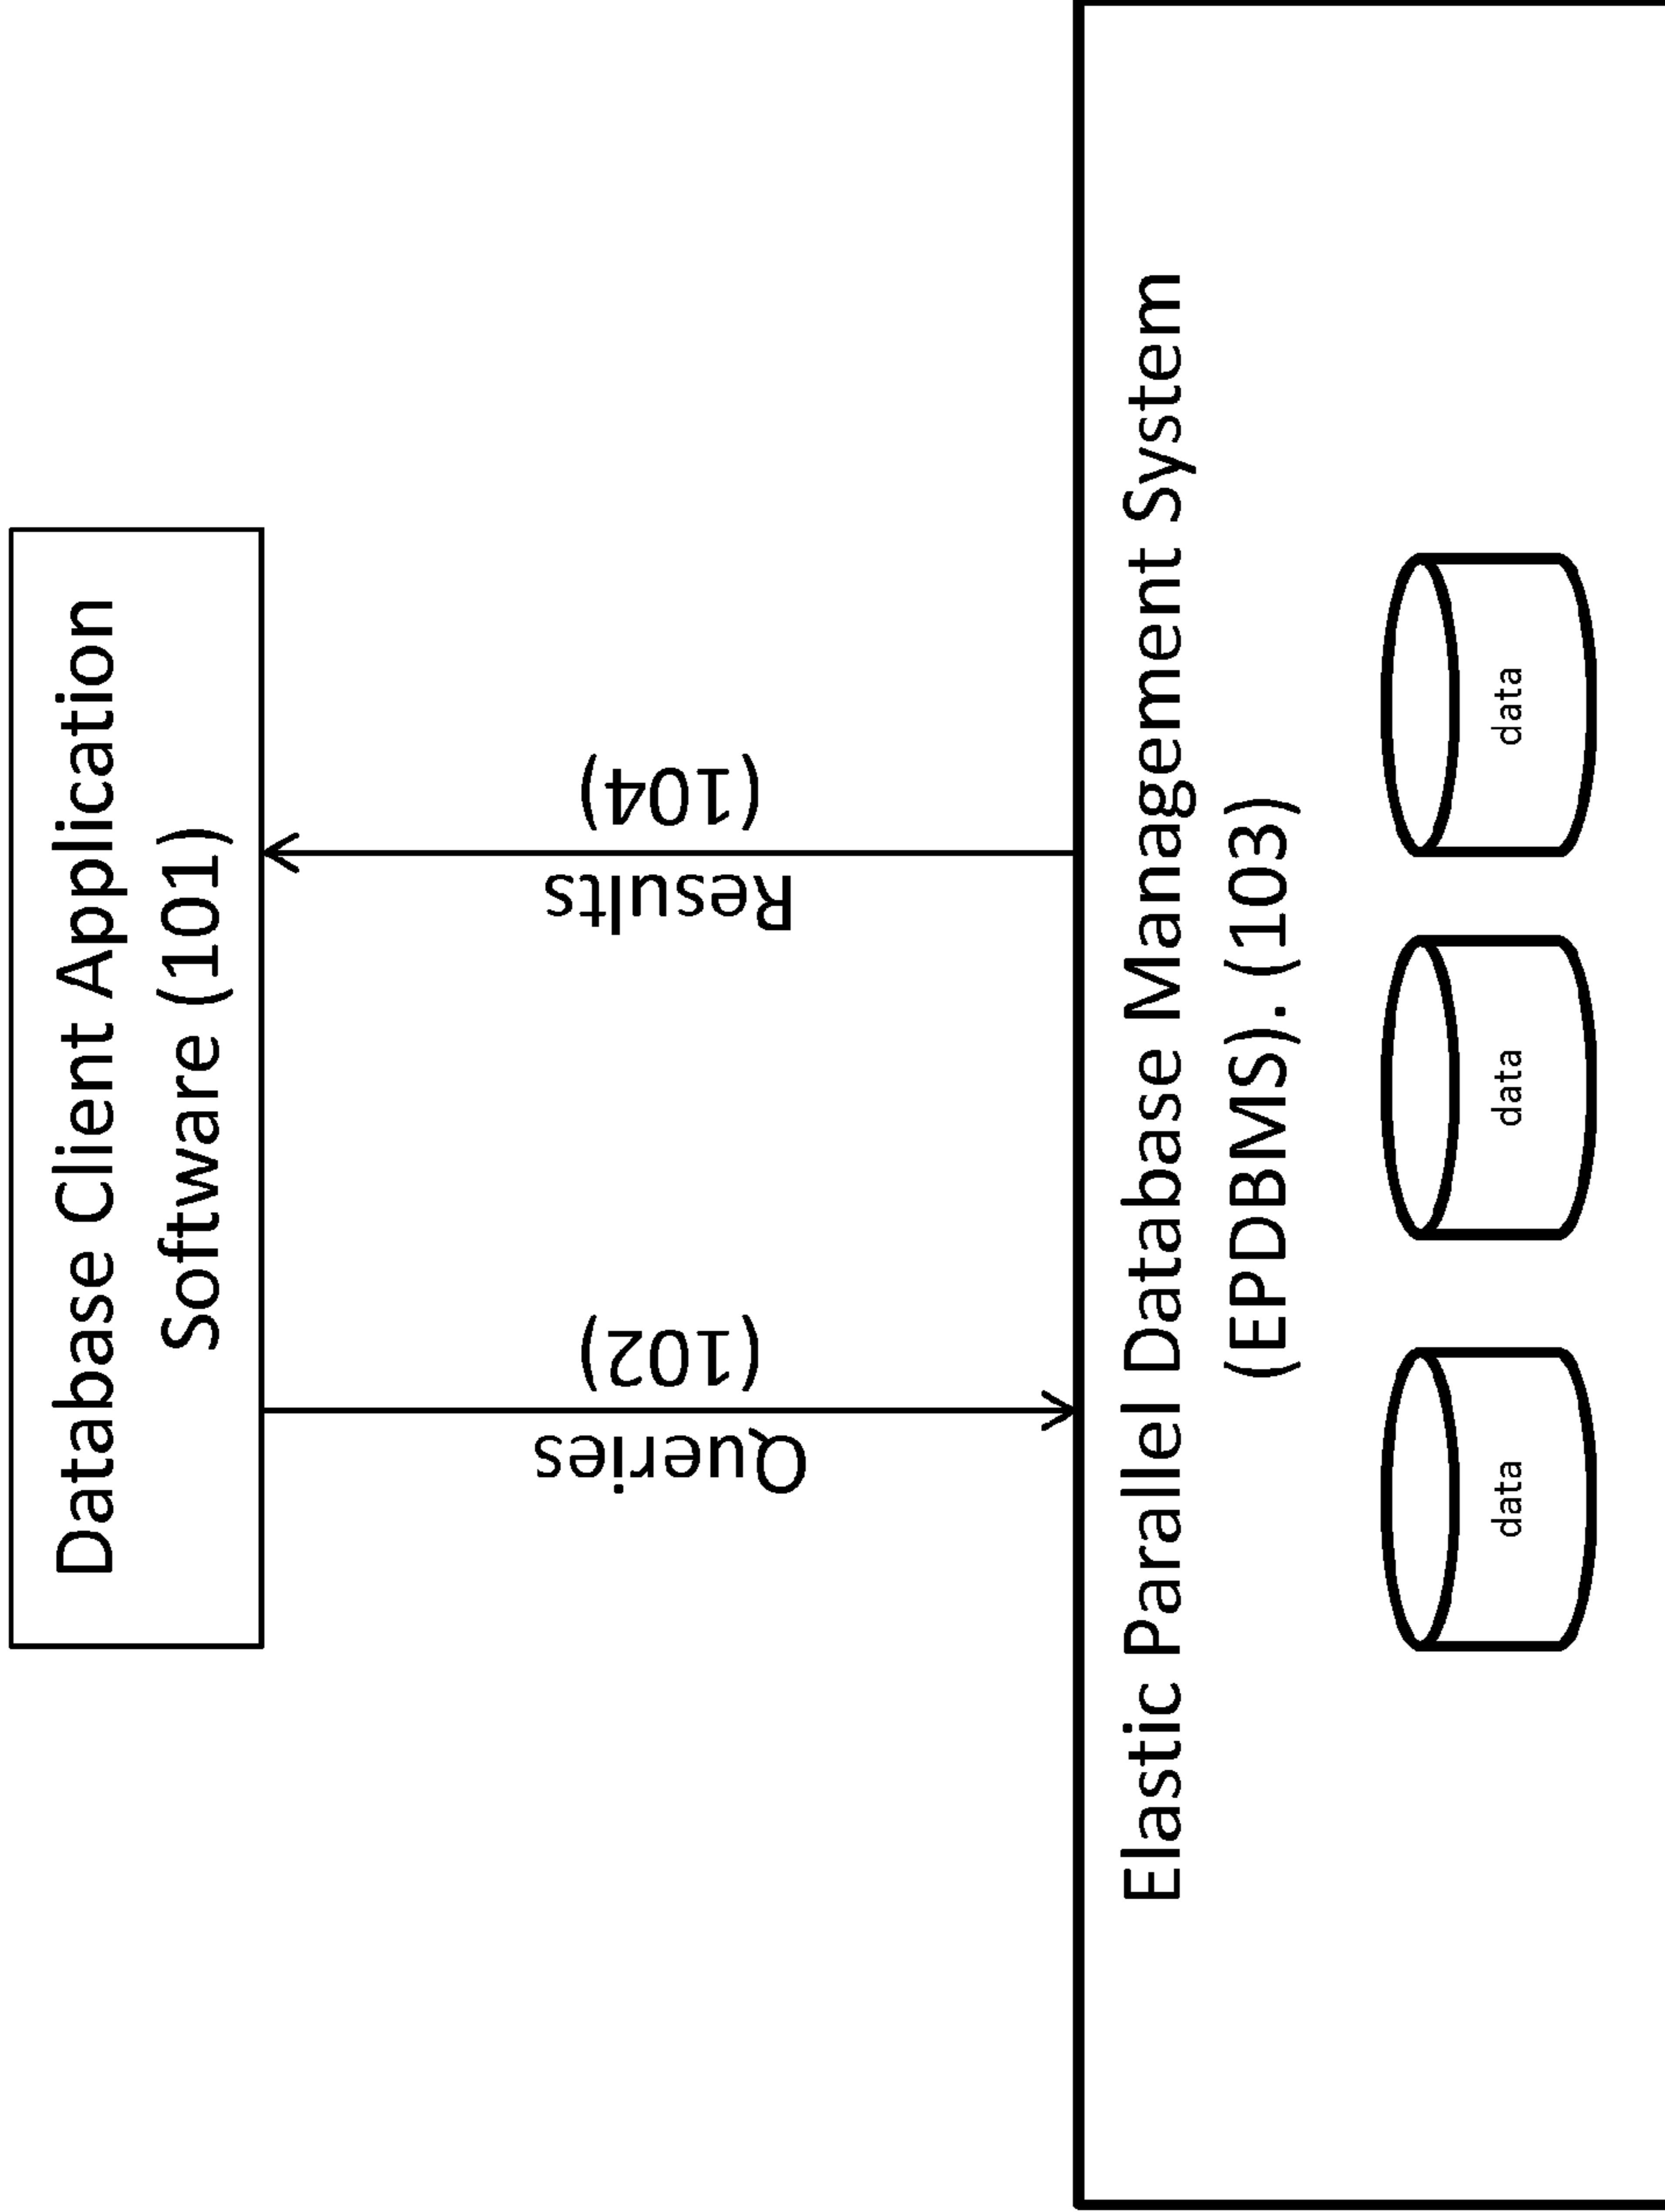 Database Client Application
Software (101)
Queries
(102)
Results
(104)
Elastic Parallel Database Management System
(EPDBMS). (103)
data
data
data